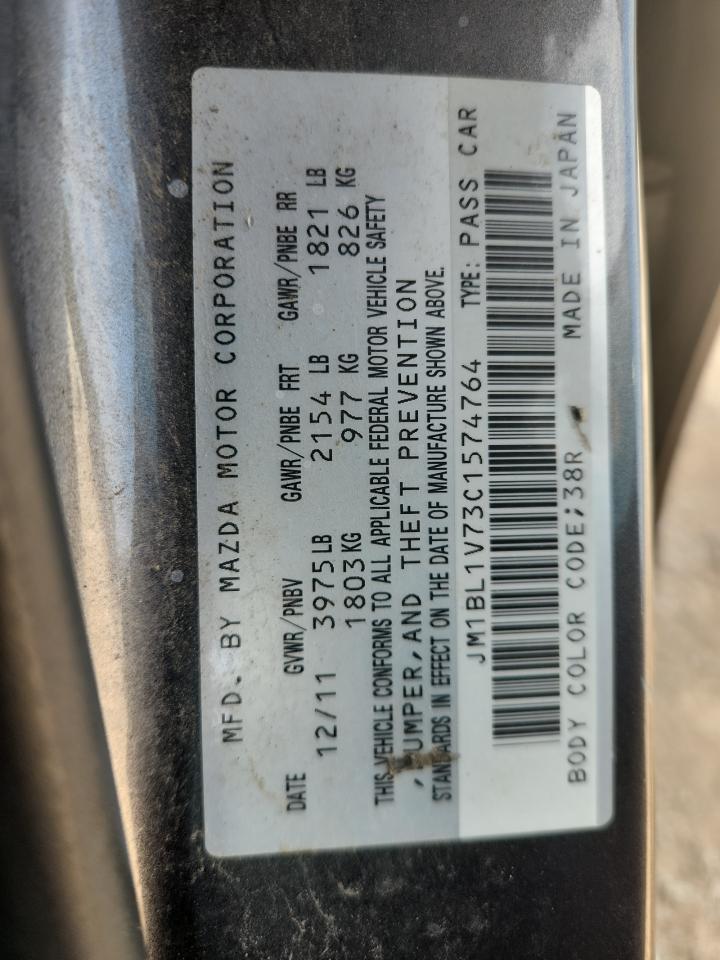 MFD. BY MAZDA MOTOR CORPORATION
DATE GVWR/PNBV GAWR/PNBE FRT GAWR/PNBE RR
12/11 3975LB 2154 LB 1821 LB
1803KG 977 KG 826 KG
THIS VEHICLE CONFORMS TO ALL APPLICABLE FEDERAL MOTOR VEHICLE SAFETY
,BUMPER,AND THEFT PREVENTION
STANDARDS IN EFFECT ON THE DATE OF MANUFACTURE SHOWN ABOVE.
JM1BL1V73C1574764 TYPE: PASS CAR
BODY COLOR CODE;38R MADE IN JAPAN